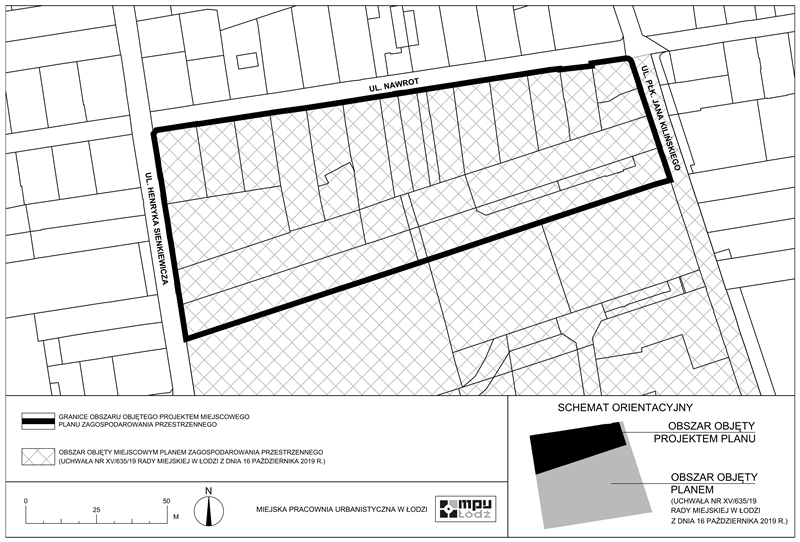 UL. NAWROT
UL. PŁK. JANA KILIŃSKIEGO
UL. HENRYKA SIENKIEWICZA
GRANICE OBSZARU OBJĘTEGO PROJEKTEM MIEJSCOWEGO
PLANU ZAGOSPODAROWANIA PRZESTRZENNEGO
OBSZAR OBJĘTY MIEJSCOWYM PLANEM ZAGOSPODAROWANIA PRZESTRZENNEGO
(UCHWAŁA NR XV/635/19 RADY MIEJSKIEJ W ŁODZI Z DNIA 16 PAŹDZIERNIKA 2019 R.)
0 25 50
M
N
MIEJSKA PRACOWNIA URBANISTYCZNA W ŁODZI
mpu
Łódź
SCHEMAT ORIENTACYJNY
OBSZAR OBJĘTY
PROJEKTEM PLANU
OBSZAR OBJĘTY
PLANEM
(UCHWAŁA NR XV/635/19
RADY MIEJSKIEJ W ŁODZI
Z DNIA 16 PAŹDZIERNIKA 2019 R.)